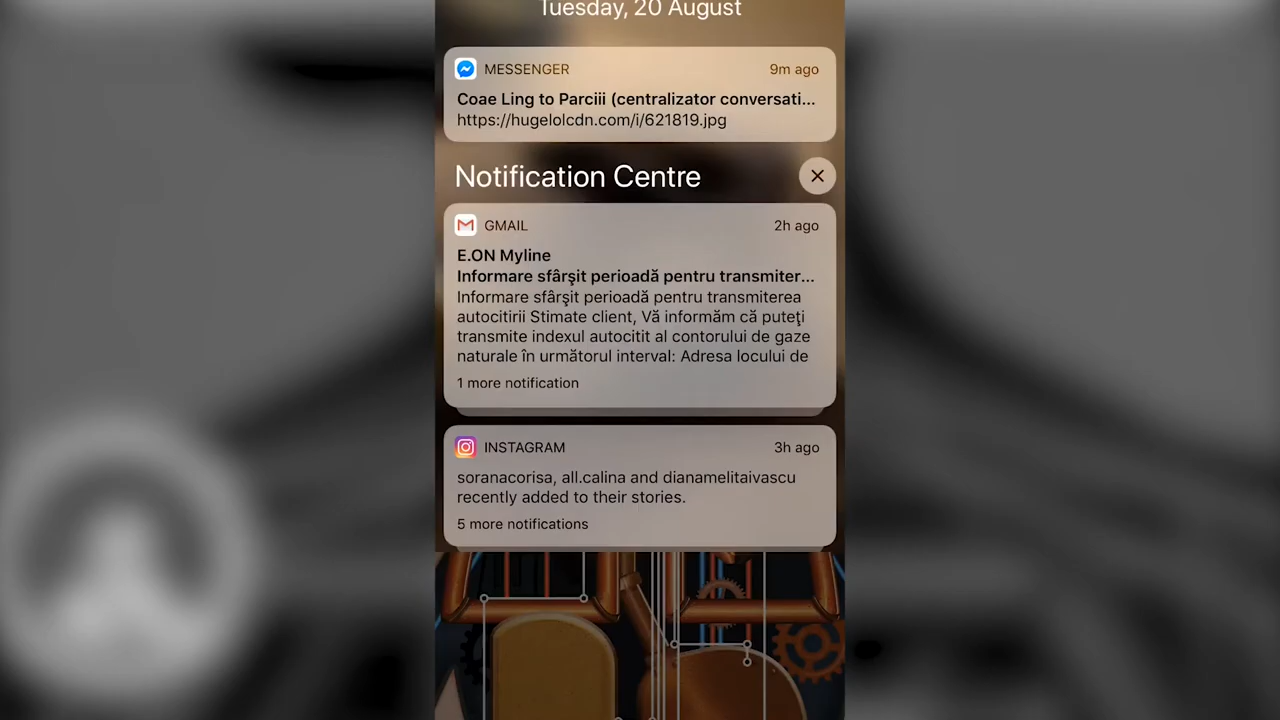 Tuesday, 20 August
MESSENGER 9m ago
Coae Ling to Parciii (centralizator conversati...
https://hugelolcdn.com/i/621819.jpg
Notification Centre
GMAIL 2h ago
E.ON Myline
Informare sfârşit perioadă pentru transmiter...
Informare sfârşit perioadă pentru transmiterea
autocitirii Stimate client, Vă informăm că puteţi
transmite indexul autocitit al contorului de gaze
naturale în următorul interval: Adresa locului de
1 more notification
INSTAGRAM 3h ago
soranacorisa, all.calina and dianamelitaivascu
recently added to their stories.
5 more notifications